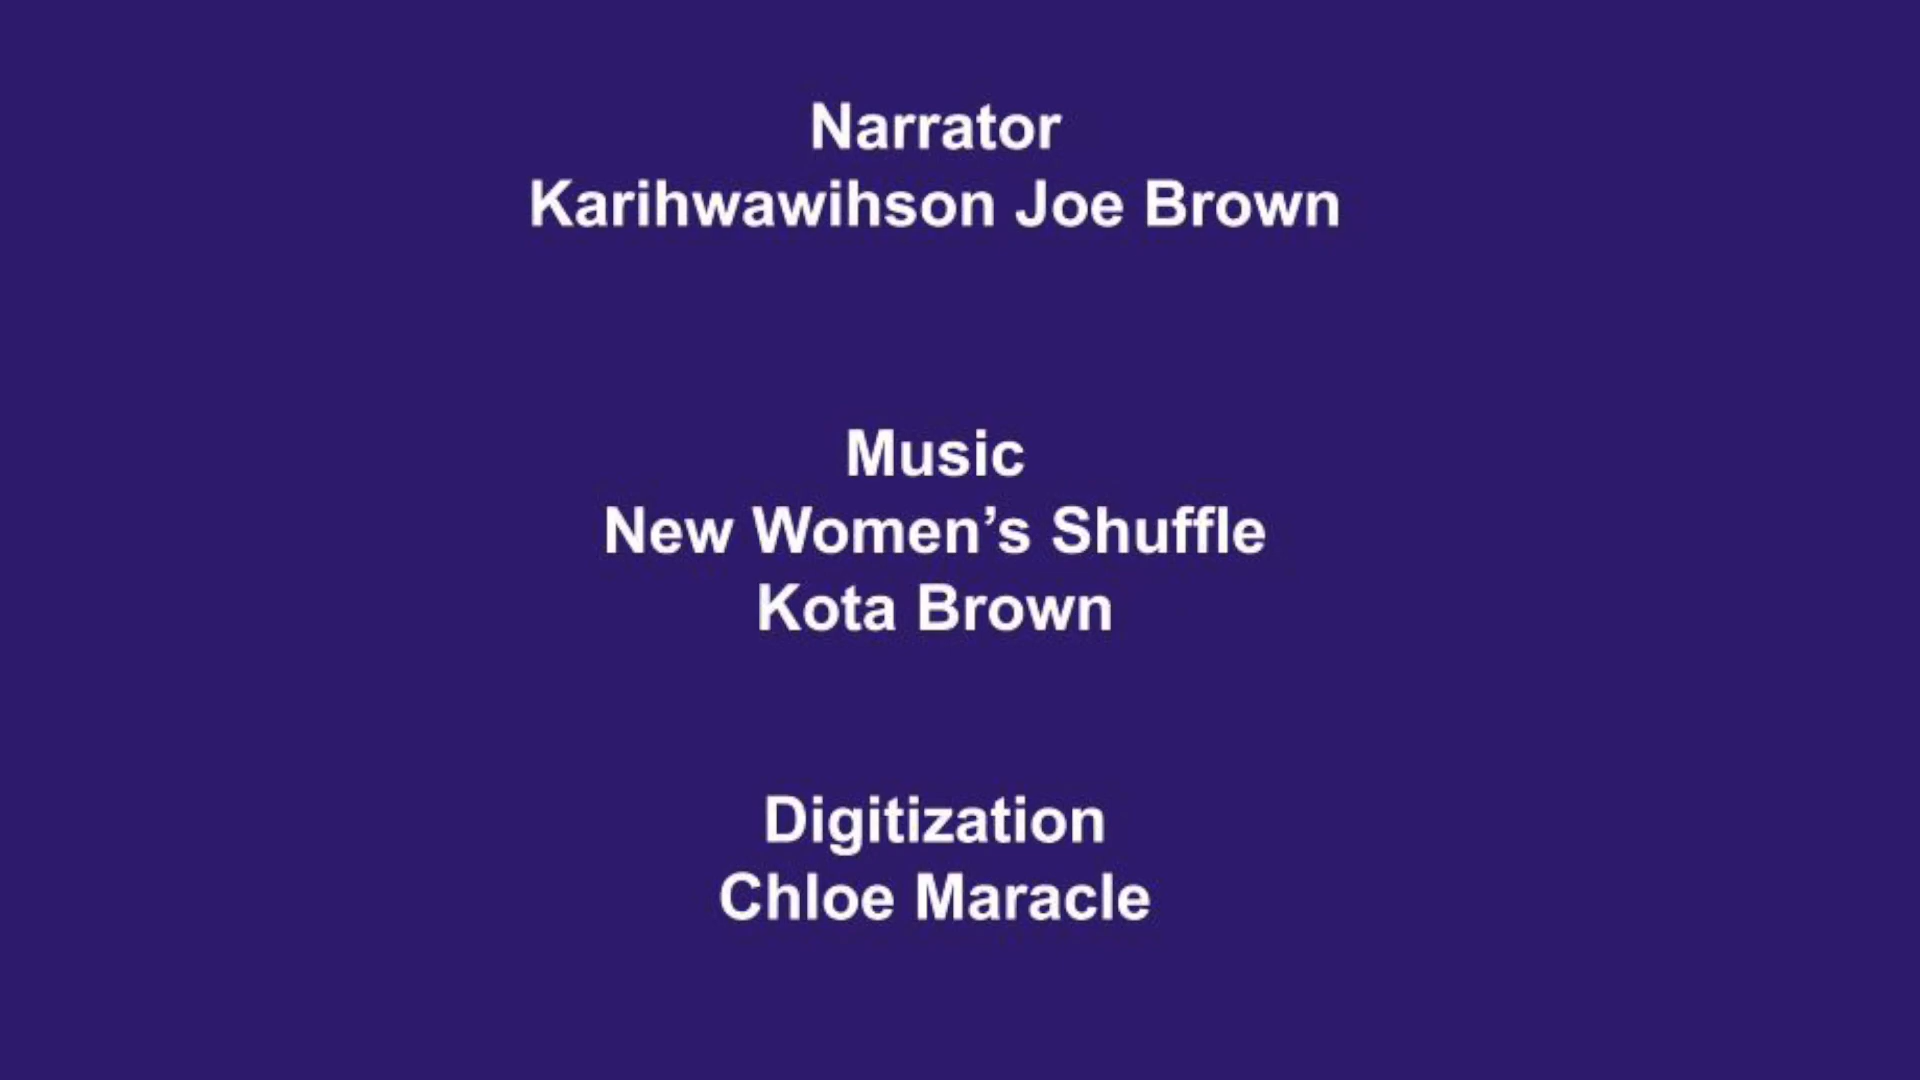 Narrator
Karihwawihson Joe Brown
Music
New Women’s Shuffle
Kota Brown
Digitization
Chloe Maracle